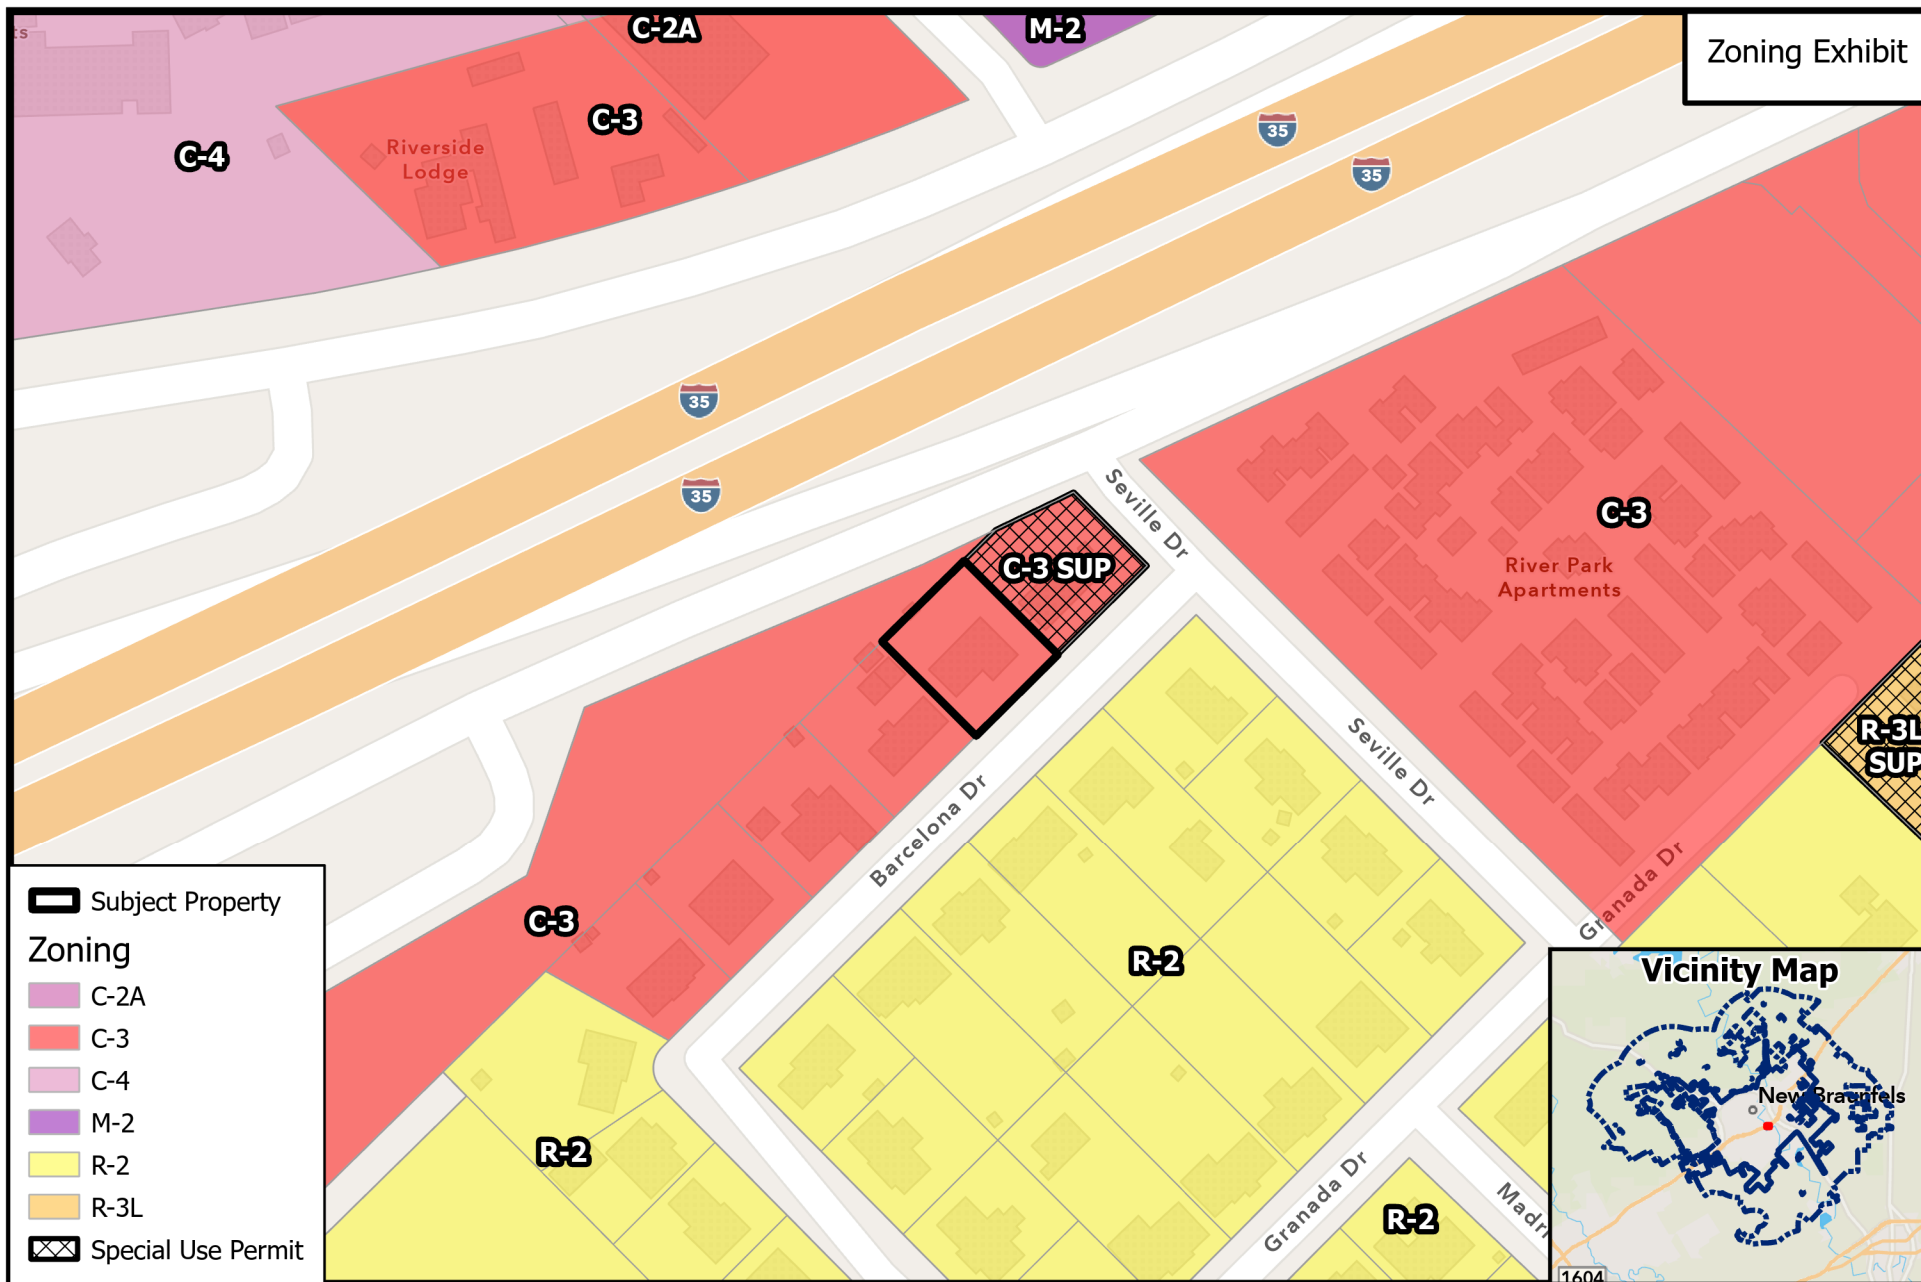 Zoning Exhibit
ts
C-2A
M-2
C-3
C-4
Riverside
Lodge
35
35
35
35
Seville Dr
C-3
River Park
Apartments
C-3 SUP
R-3L
SUP
Seville Dr
Barcelona Dr
Granada Dr
C-3
R-2
R-2
Granada Dr
R-2
Madri
Subject Property
Zoning
C-2A
C-3
C-4
M-2
R-2
R-3L
Special Use Permit
Vicinity Map
New Braunfels
1604